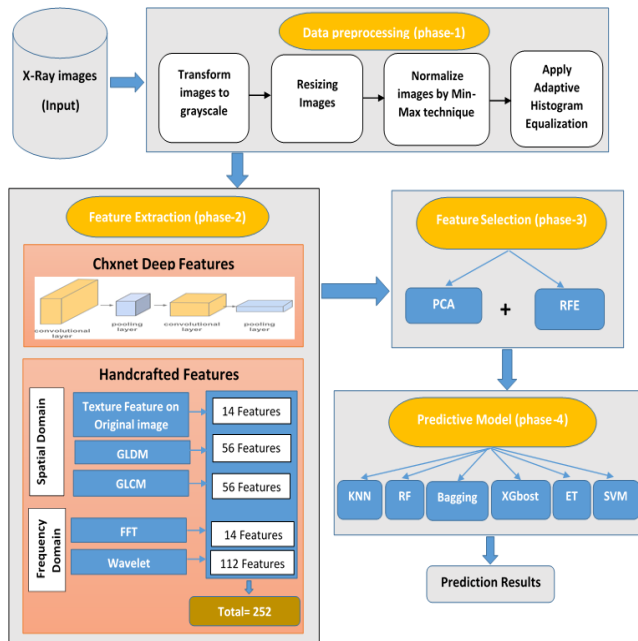 X-Ray images
(Input)
Data preprocessing (phase-1)
Transform
images to
grayscale
Resizing
Images
Normalize
images by Min-
Max technique
Apply
Adaptive
Histogram
Equalization
Feature Extraction (phase-2)
Chxnet Deep Features
convolutional
layer
pooling
layer
convolutional
layer
pooling
layer
Handcrafted Features
Spatial Domain
Texture Feature on
Original image
14 Features
GLDM
56 Features
GLCM
56 Features
Frequency
Domain
FFT
14 Features
Wavelet
112 Features
Total= 252
Feature Selection (phase-3)
PCA
+
RFE
Predictive Model (phase-4)
KNN
RF
Bagging
XGbost
ET
SVM
Prediction Results